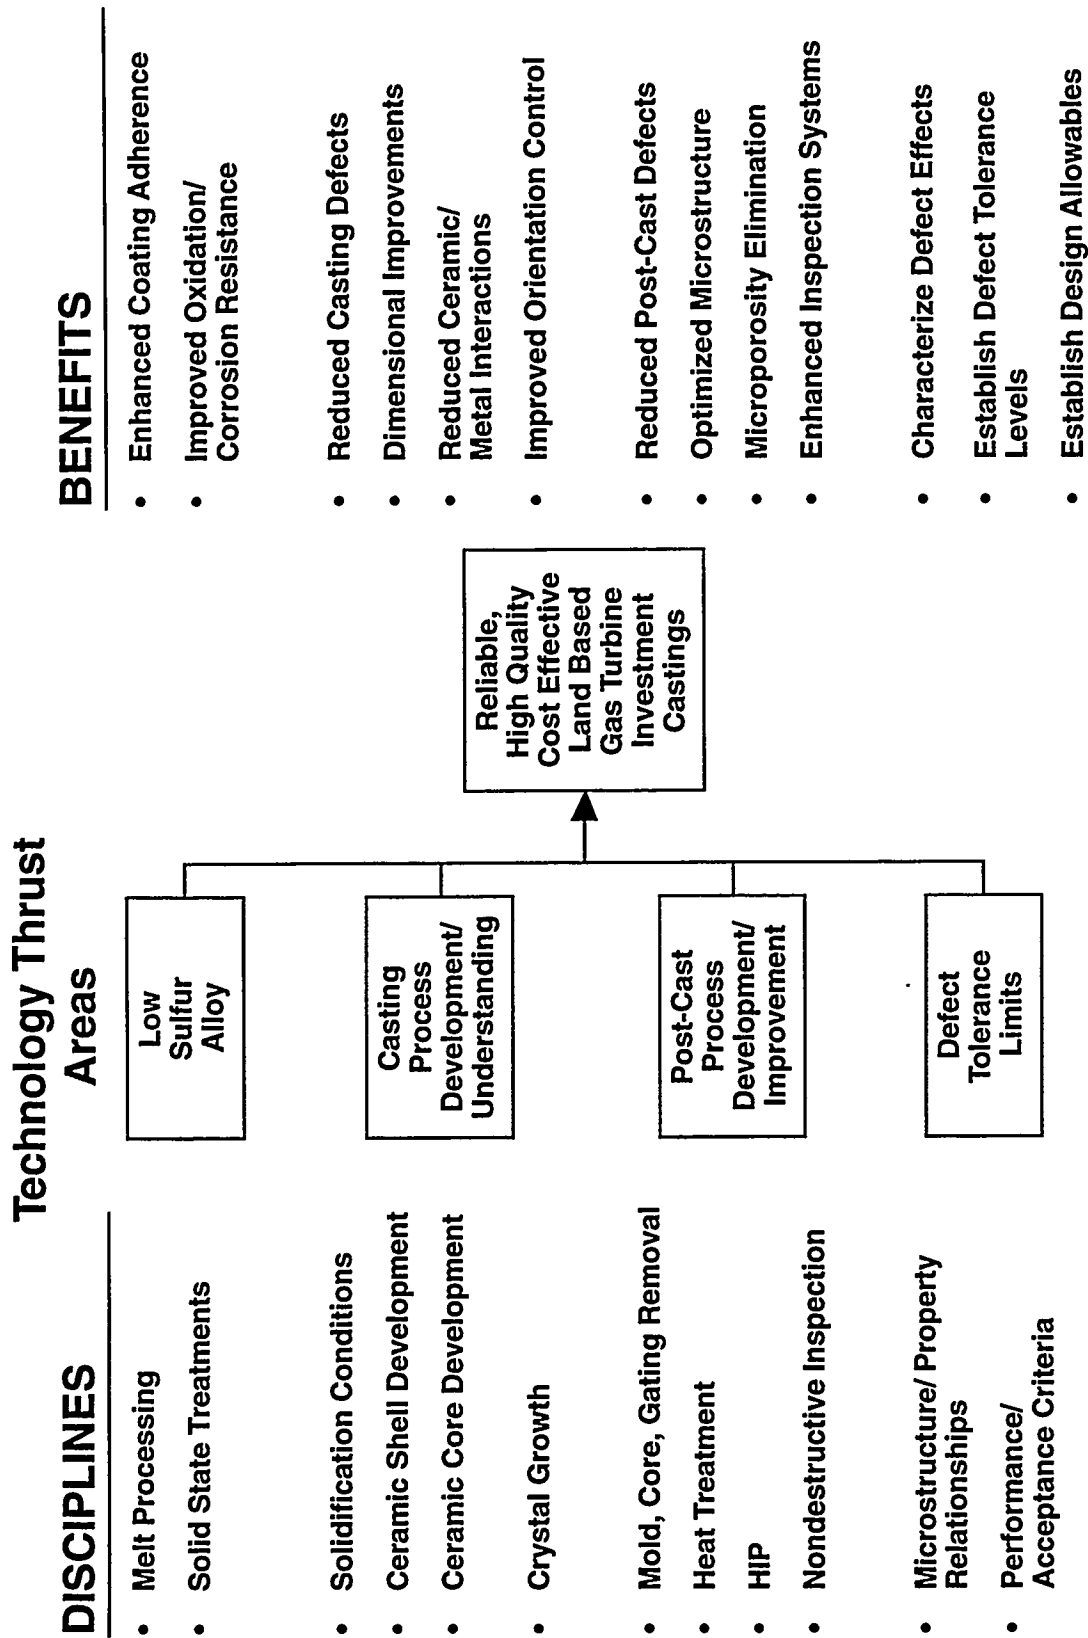 Technology Thrust
Areas
DISCIPLINES
• Melt Processing
• Solid State Treatments
• Solidification Conditions
• Ceramic Shell Development
• Ceramic Core Development
• Crystal Growth
• Mold, Core, Gating Removal
• Heat Treatment
• HIP
• Nondestructive Inspection
• Microstructure/ Property
Relationships
• Performance/
Acceptance Criteria
Low
Sulfur
Alloy
Casting
Process
Development/
Understanding
Post-Cast
Process
Development/
Improvement
Defect
Tolerance
Limits
Reliable,
High Quality
Cost Effective
Land Based
Gas Turbine
Investment
Castings
BENEFITS
• Enhanced Coating Adherence
• Improved Oxidation/
Corrosion Resistance
• Reduced Casting Defects
• Dimensional Improvements
• Reduced Ceramic/
Metal Interactions
• Improved Orientation Control
• Reduced Post-Cast Defects
• Optimized Microstructure
• Microporosity Elimination
• Enhanced Inspection Systems
• Characterize Defect Effects
• Establish Defect Tolerance
Levels
• Establish Design Allowables